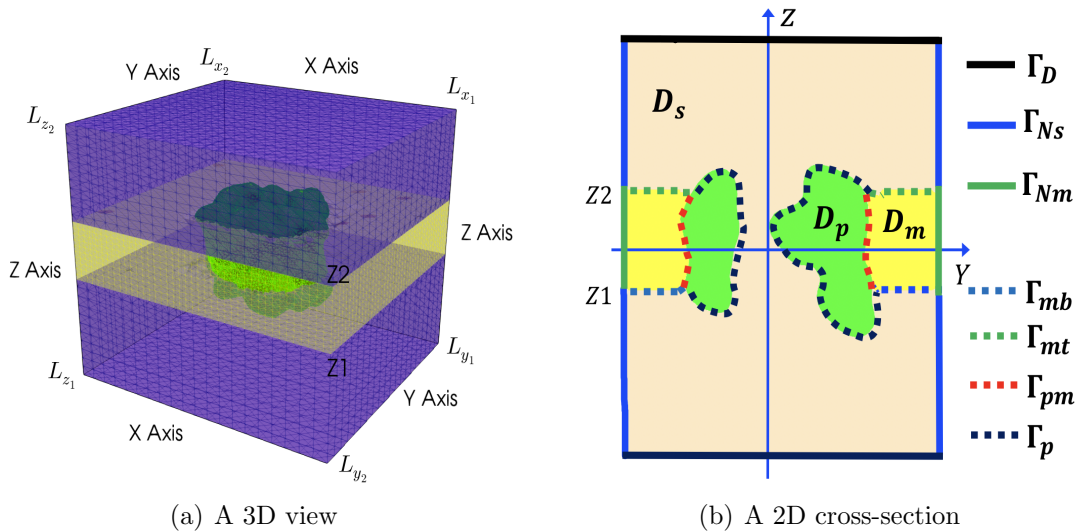 L_{x_2}
X Axis
Y Axis
L_{x_1}
L_{z_2}
Z Axis
Z Axis
Z2
L_{y_1}
Z1
L_{z_1}
Y Axis
X Axis
L_{y_2}
(a) A 3D view
Z
D_s
Z2
D_p
D_m
Y
Z1
Γ_D
Γ_{Ns}
Γ_{Nm}
Γ_{mb}
Γ_{mt}
Γ_{pm}
Γ_p
(b) A 2D cross-section